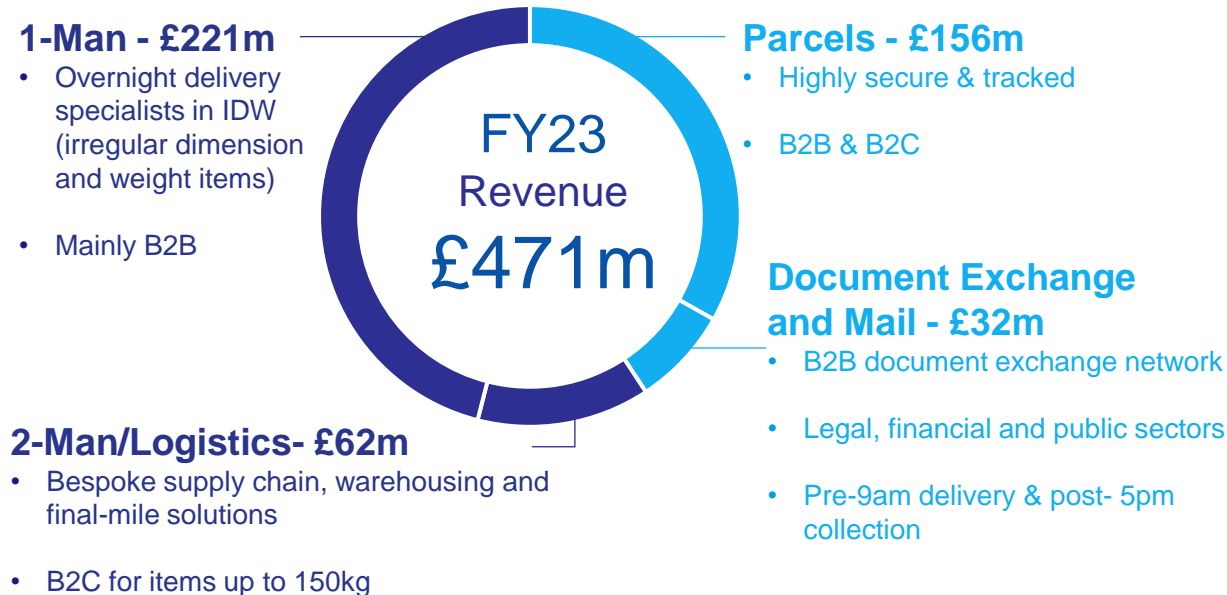 1-Man - £221m
• Overnight delivery
specialists in IDW
(irregular dimension
and weight items)
• Mainly B2B
FY23
Revenue
£471m
Parcels - £156m
• Highly secure & tracked
• B2B & B2C
Document Exchange
and Mail - £32m
• B2B document exchange network
• Legal, financial and public sectors
• Pre-9am delivery & post- 5pm
collection
2-Man/Logistics- £62m
• Bespoke supply chain, warehousing and
final-mile solutions
• B2C for items up to 150kg